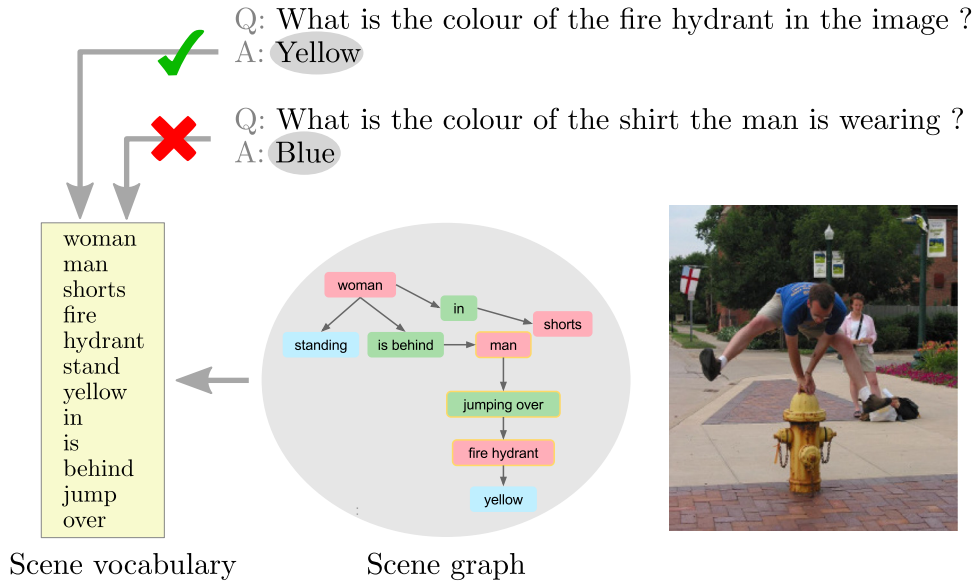 Q: What is the colour of the fire hydrant in the image ?
A: Yellow
Q: What is the colour of the shirt the man is wearing ?
A: Blue
woman
man
shorts
fire
hydrant
stand
yellow
in
is
behind
jump
over
woman
in
shorts
standing
is behind
man
jumping over
fire hydrant
yellow
:
Scene vocabulary
Scene graph